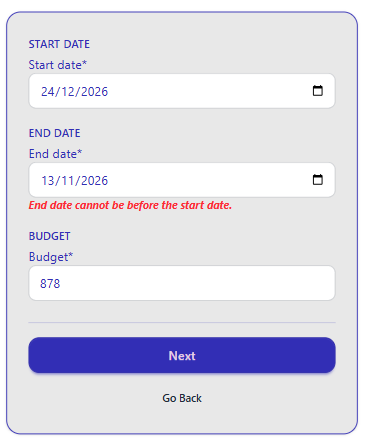 START DATE
Start date*
24/12/2026
END DATE
End date*
13/11/2026
End date cannot be before the start date.
BUDGET
Budget*
878
Next
Go Back